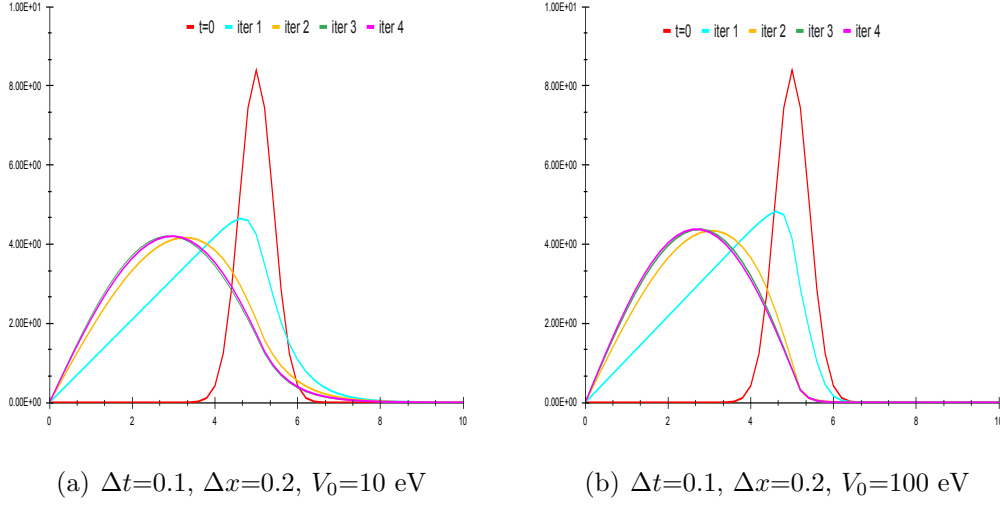 1.00E+01
t=0 iter 1 iter 2 iter 3 iter 4
8.00E+00
6.00E+00
4.00E+00
2.00E+00
0.00E+00
0 2 4 6 8 10
(a) Δt=0.1, Δx=0.2, V₀=10 eV
1.00E+01
t=0 iter 1 iter 2 iter 3 iter 4
8.00E+00
6.00E+00
4.00E+00
2.00E+00
0.00E+00
0 2 4 6 8 10
(b) Δt=0.1, Δx=0.2, V₀=100 eV